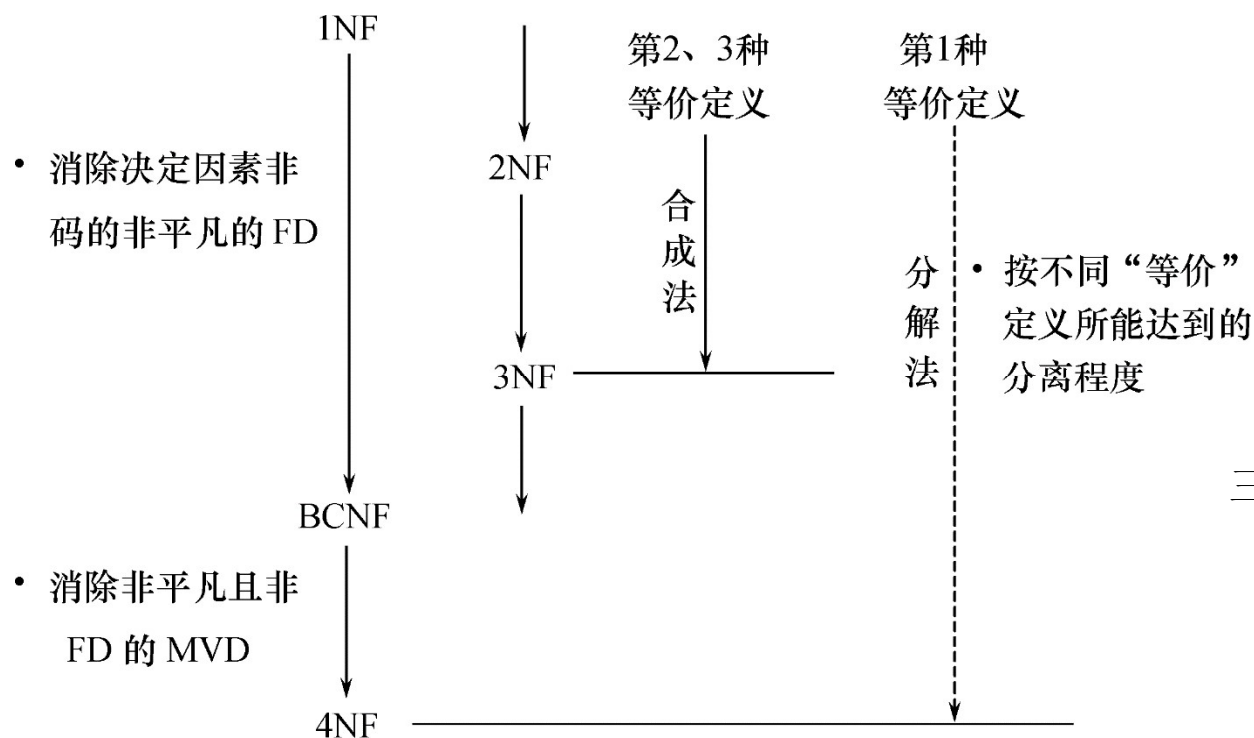 1NF
第2、3种
等价定义
第1种
等价定义
• 消除决定因素非
码的非平凡的 FD
2NF
合成法
分解法
• 按不同“等价”
定义所能达到的
分离程度
3NF
BCNF
• 消除非平凡且非
FD 的 MVD
4NF